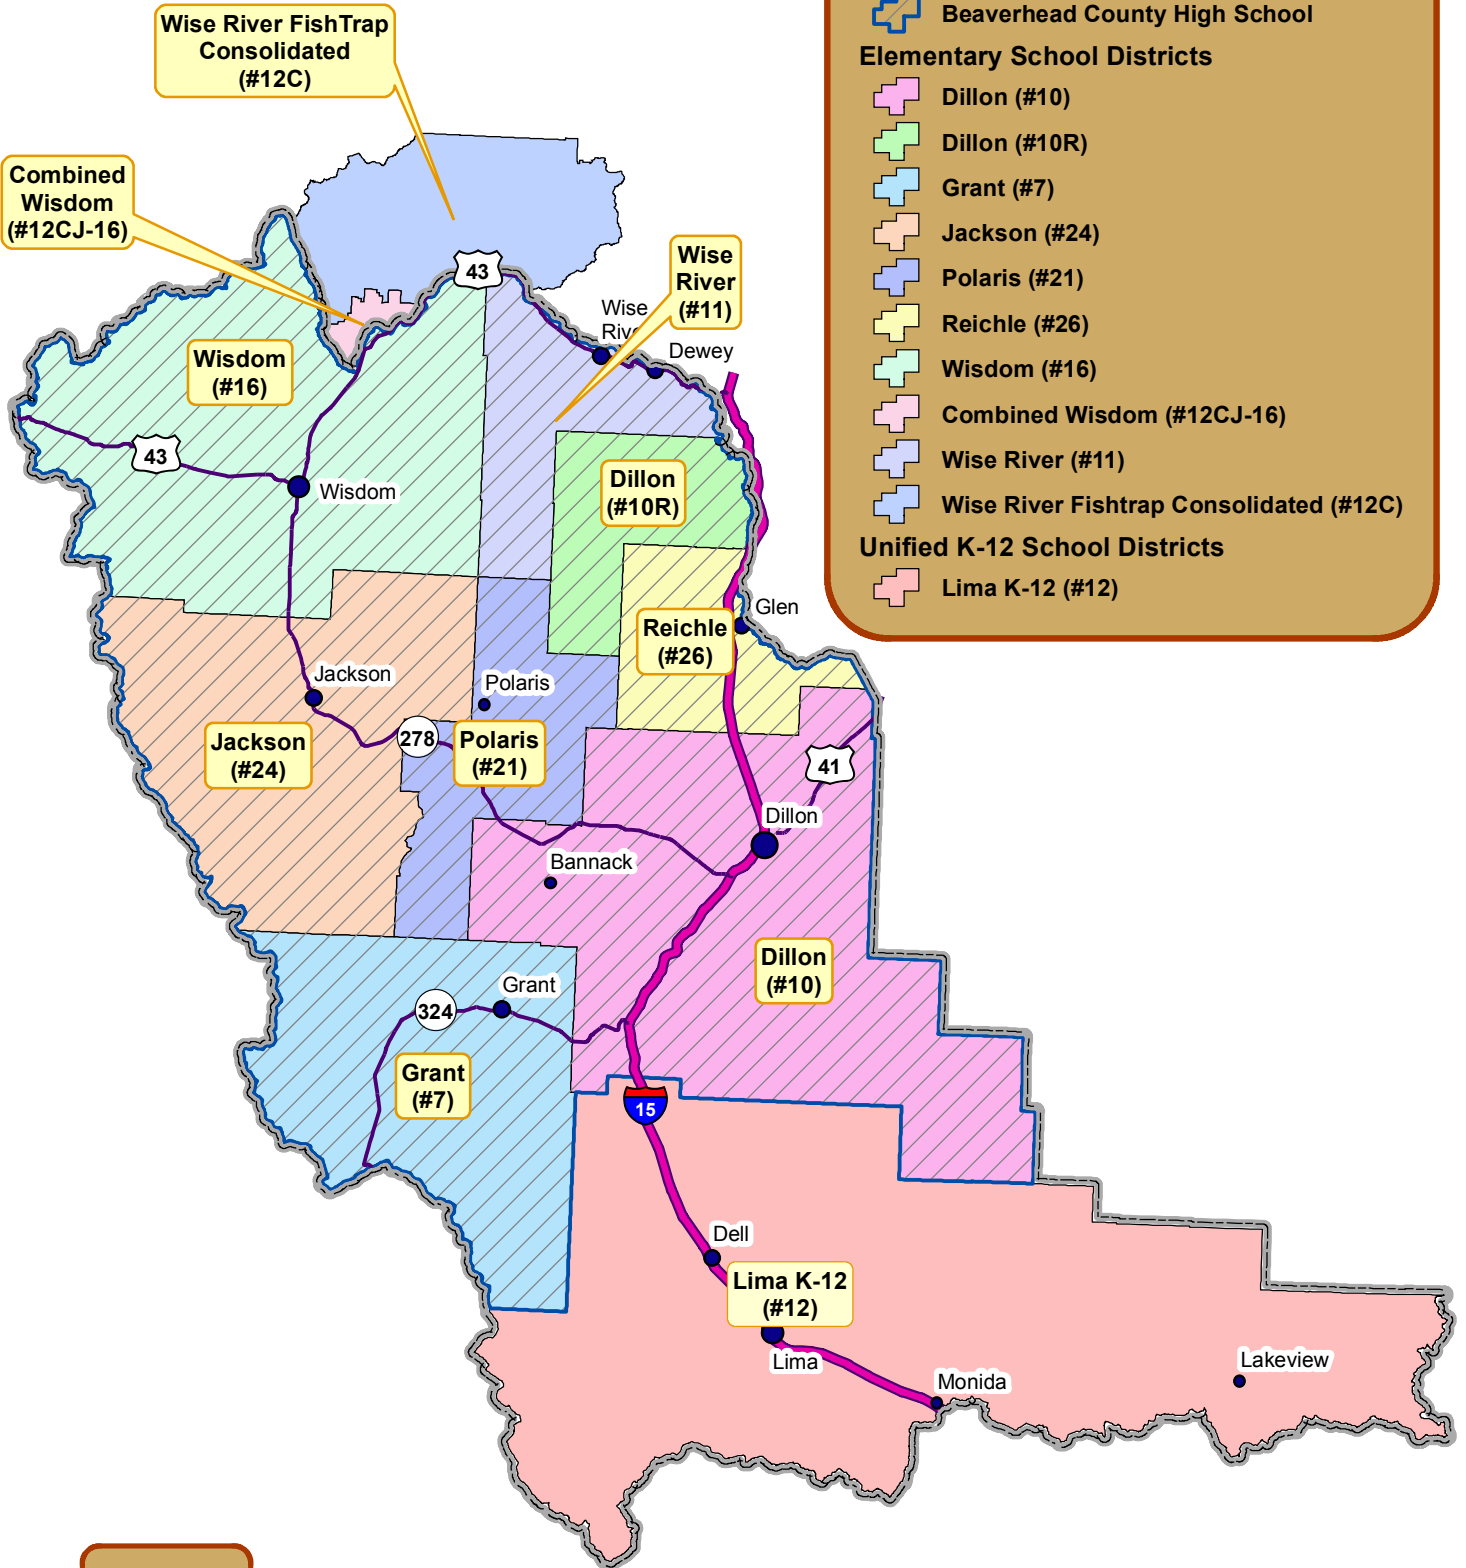 Beaverhead County High School
Elementary School Districts
Dillon (#10)
Dillon (#10R)
Grant (#7)
Jackson (#24)
Polaris (#21)
Reichle (#26)
Wisdom (#16)
Combined Wisdom (#12CJ-16)
Wise River (#11)
Wise River Fishtrap Consolidated (#12C)
Unified K-12 School Districts
Lima K-12 (#12)
Wise River FishTrap
Consolidated
(#12C)
Combined
Wisdom
(#12CJ-16)
43
Wise
River
(#11)
Wise
Dewey
Wisdom
(#16)
43
Wisdom
Dillon
(#10R)
Glen
Reichle
(#26)
Jackson
Polaris
Jackson
(#24)
278
Polaris
(#21)
41
Dillon
Bannack
Dillon
(#10)
Grant
324
Grant
(#7)
15
Dell
Lima K-12
(#12)
Lima
Monida
Lakeview